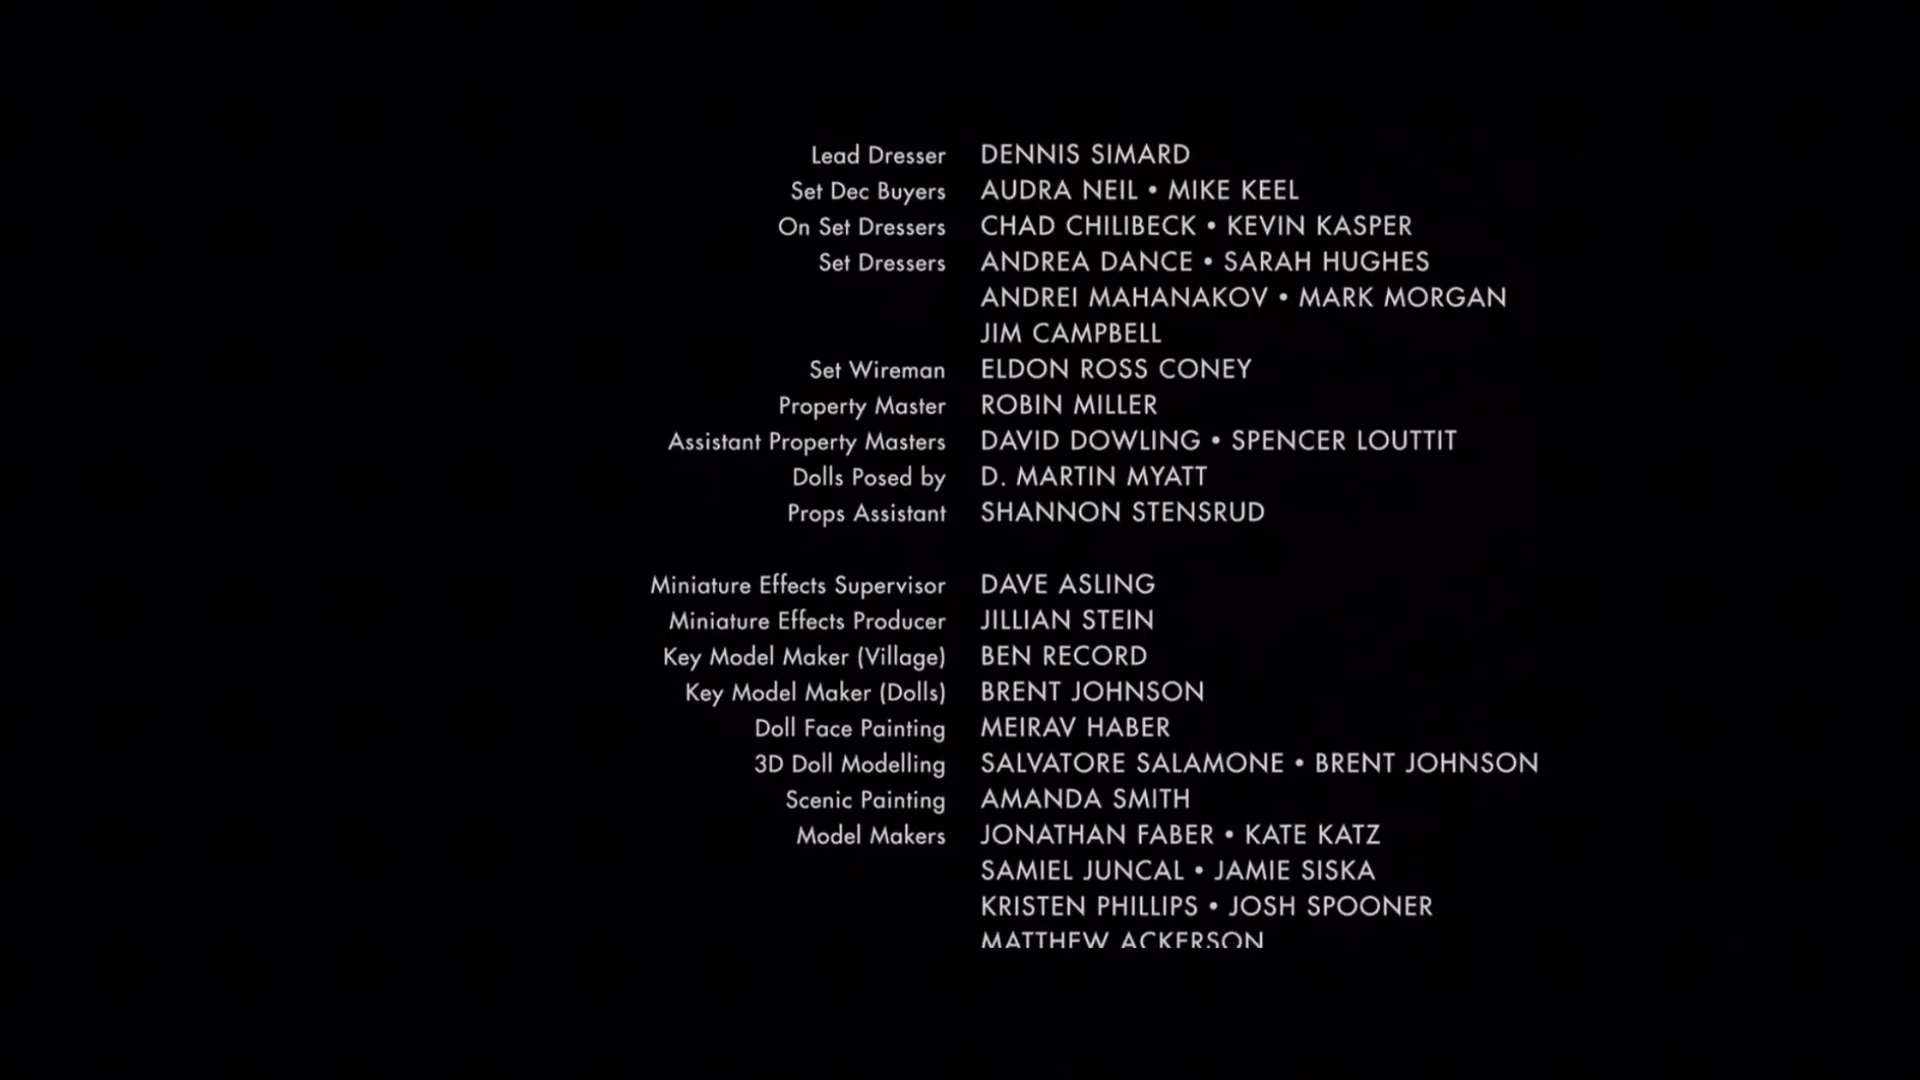 Lead Dresser DENNIS SIMARD
Set Dec Buyers AUDRA NEIL • MIKE KEEL
On Set Dressers CHAD CHILIBECK • KEVIN KASPER
Set Dressers ANDREA DANCE • SARAH HUGHES
ANDREI MAHANAKOV • MARK MORGAN
JIM CAMPBELL
Set Wireman ELDON ROSS CONEY
Property Master ROBIN MILLER
Assistant Property Masters DAVID DOWLING • SPENCER LOUTTIT
Dolls Posed by D. MARTIN MYATT
Props Assistant SHANNON STENSRUD
Miniature Effects Supervisor DAVE ASLING
Miniature Effects Producer JILLIAN STEIN
Key Model Maker (Village) BEN RECORD
Key Model Maker (Dolls) BRENT JOHNSON
Doll Face Painting MEIRAV HABER
3D Doll Modelling SALVATORE SALAMONE • BRENT JOHNSON
Scenic Painting AMANDA SMITH
Model Makers JONATHAN FABER • KATE KATZ
SAMIEL JUNCAL • JAMIE SISKA
KRISTEN PHILLIPS • JOSH SPOONER
MATTHEW ACKERSON